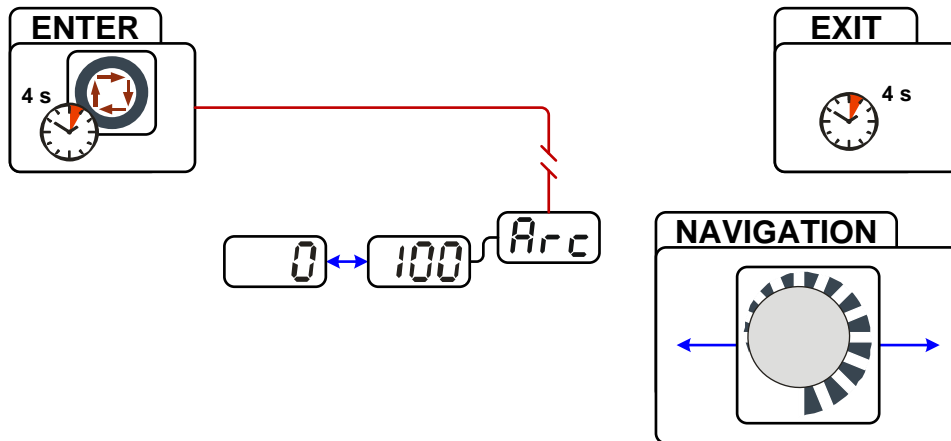 ENTER
EXIT
4 s
4 s
Arc
0
100
NAVIGATION